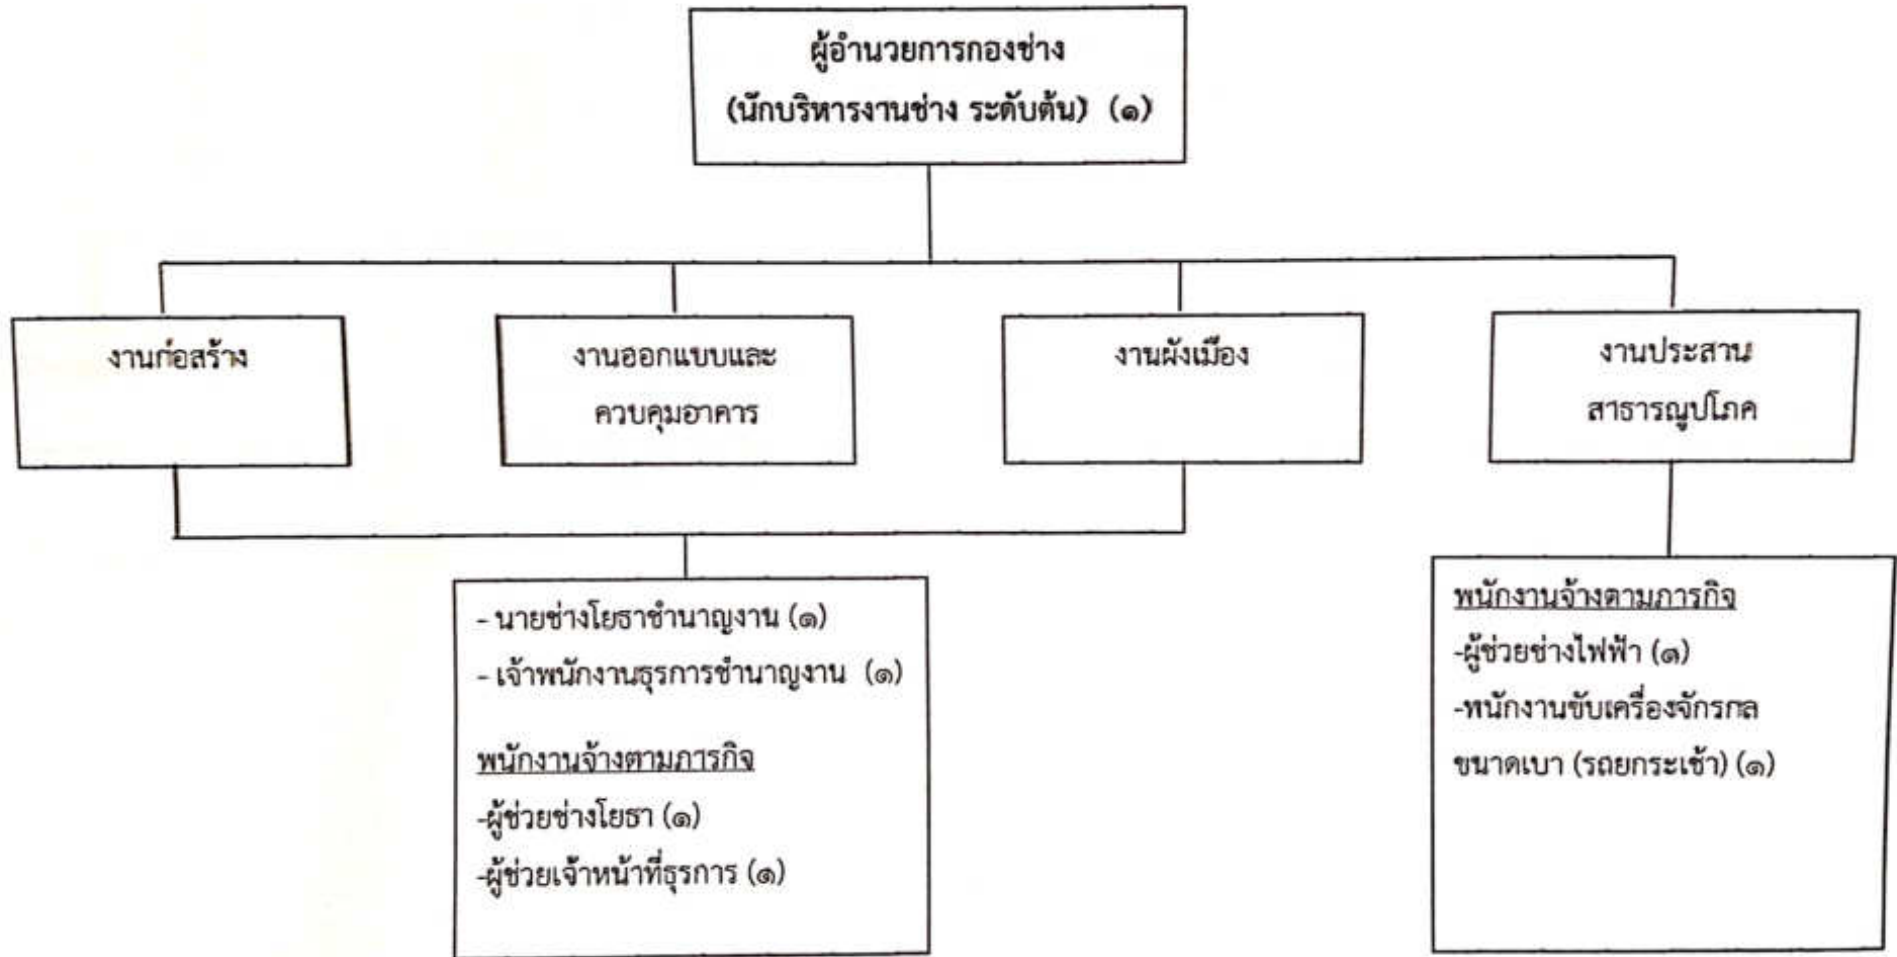 ผู้อำนวยการกองช่าง
(นักบริหารงานช่าง ระดับต้น) (๑)
งานก่อสร้าง
งานออกแบบและ
ควบคุมอาคาร
งานผังเมือง
งานประสาน
สาธารณูปโภค
- นายช่างโยธาชำนาญงาน (๑)
- เจ้าพนักงานธุรการชำนาญงาน (๑)
พนักงานจ้างตามภารกิจ
-ผู้ช่วยช่างโยธา (๑)
-ผู้ช่วยเจ้าหน้าที่ธุรการ (๑)
พนักงานจ้างตามภารกิจ
-ผู้ช่วยช่างไฟฟ้า (๑)
-พนักงานขับเครื่องจักรกล
ขนาดเบา (รถยกระเช้า) (๑)